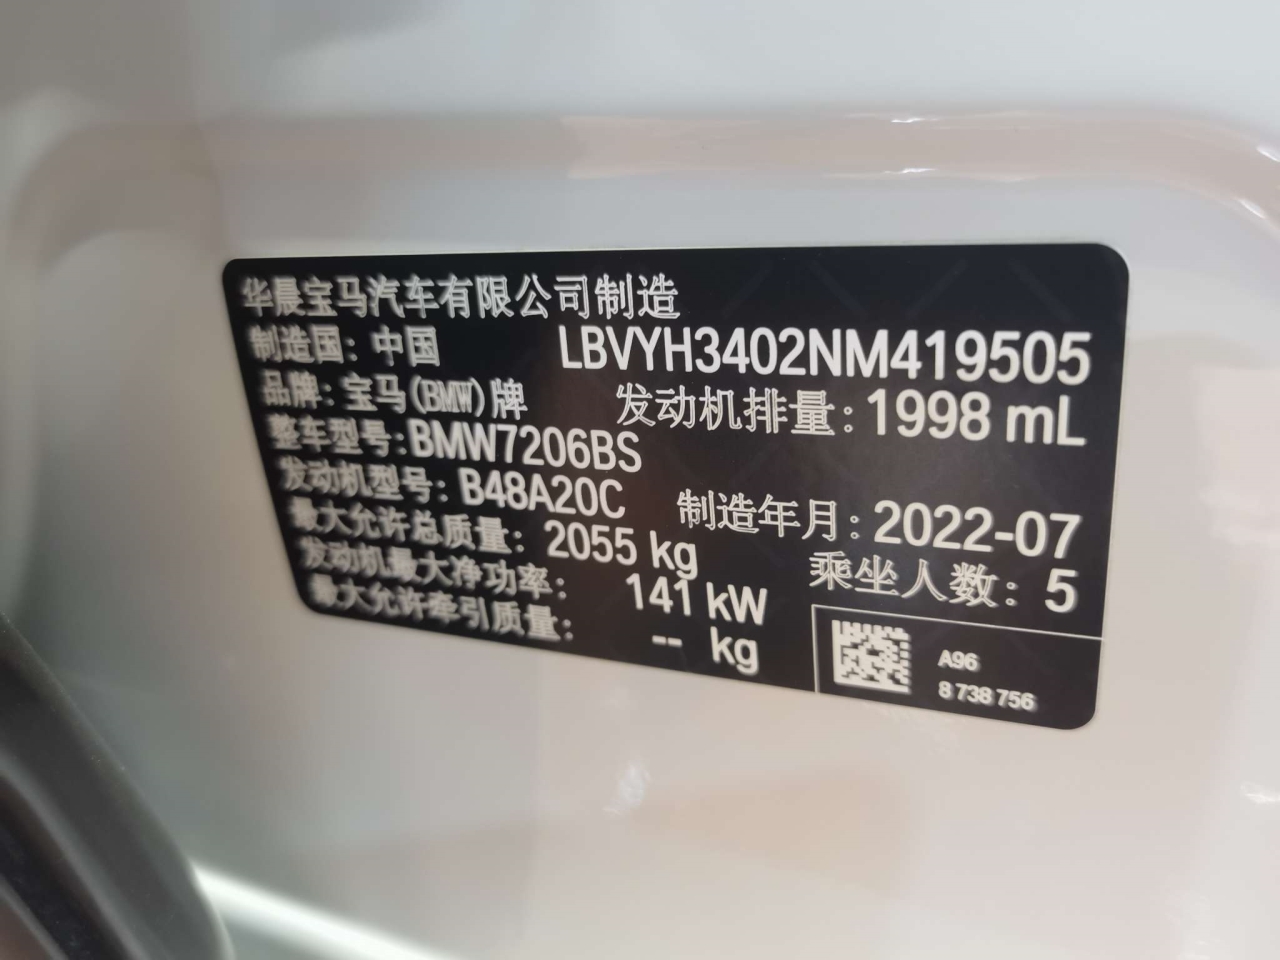 华晨宝马汽车有限公司制造
制造国：中国 LBVYH3402NM419505
品牌：宝马(BMW)牌 发动机排量：1998 mL
整车型号：BMW7206BS
发动机型号：B48A20C 制造年月：2022-07
最大允许总质量：2055 kg 乘坐人数：5
发动机最大净功率：141 kW
最大允许牵引质量：-- kg
A96
8 738 756